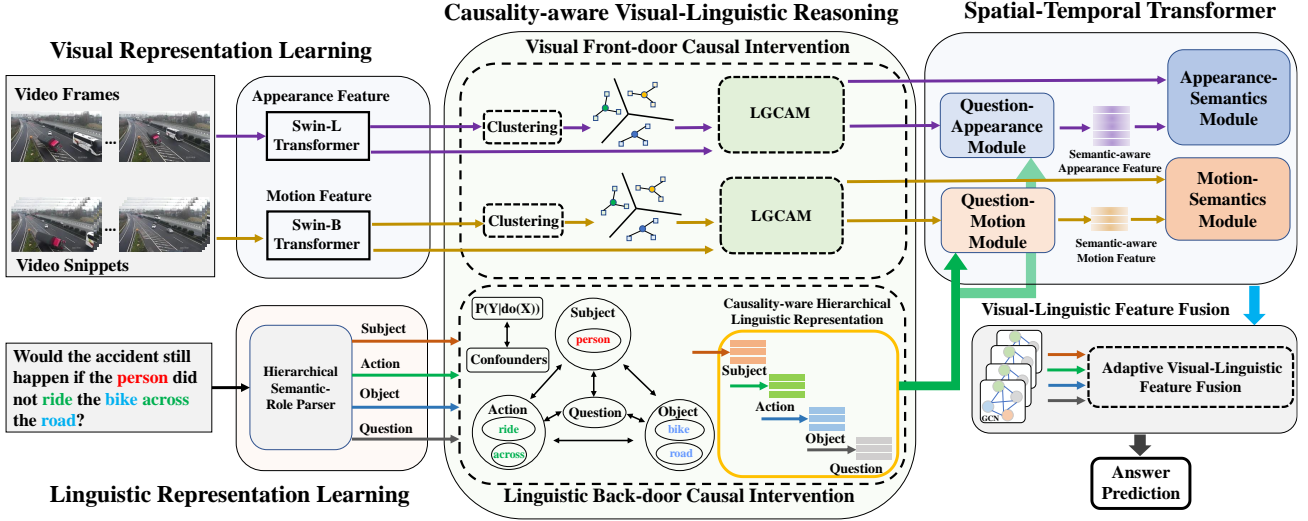 Causality-aware Visual-Linguistic Reasoning
Spatial-Temporal Transformer
Visual Representation Learning
Video Frames
...
...
Video Snippets
Appearance Feature
Swin-L
Transformer
Motion Feature
Swin-B
Transformer
Visual Front-door Causal Intervention
Clustering
LGCAM
Clustering
LGCAM
Question-
Appearance
Module
Semantic-aware
Appearance Feature
Appearance-
Semantics
Module
Question-
Motion
Module
Semantic-aware
Motion Feature
Motion-
Semantics
Module
Would the accident still
happen if the person did
not ride the bike across
the road?
Hierarchical
Semantic-
Role Parser
Subject
Action
Object
Question
Linguistic Representation Learning
P(Y|do(X))
Confounders
Subject
person
Action
ride
across
Question
Object
bike
road
Causality-ware Hierarchical
Linguistic Representation
Subject
Action
Object
Question
Linguistic Back-door Causal Intervention
Visual-Linguistic Feature Fusion
GCN
Adaptive Visual-Linguistic
Feature Fusion
Answer
Prediction